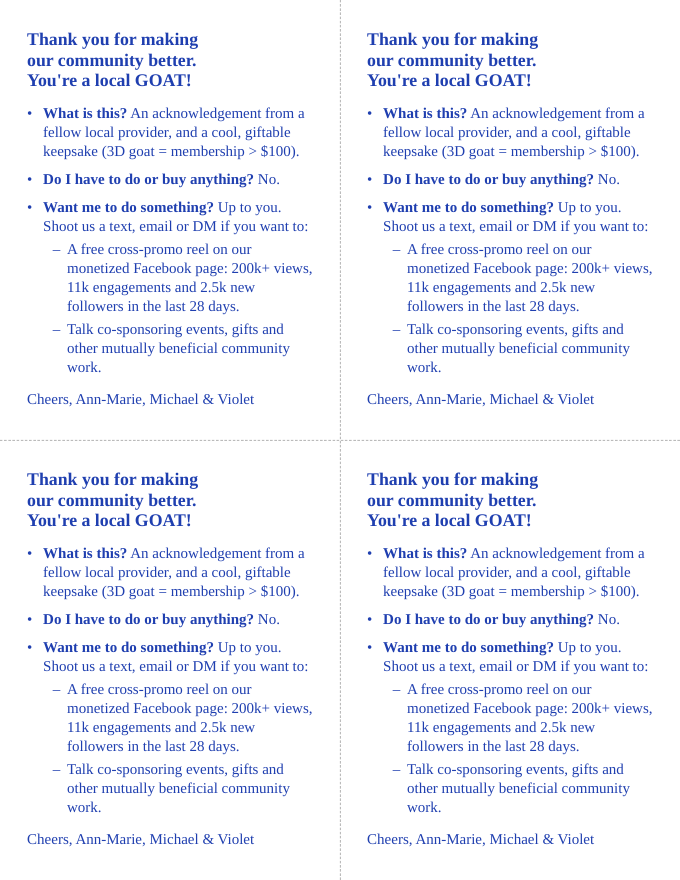 Thank you for making
our community better.
You're a local GOAT!
• What is this? An acknowledgement from a
fellow local provider, and a cool, giftable
keepsake (3D goat = membership > $100).
• Do I have to do or buy anything? No.
• Want me to do something? Up to you.
Shoot us a text, email or DM if you want to:
– A free cross-promo reel on our
monetized Facebook page: 200k+ views,
11k engagements and 2.5k new
followers in the last 28 days.
– Talk co-sponsoring events, gifts and
other mutually beneficial community
work.
Cheers, Ann-Marie, Michael & Violet
Thank you for making
our community better.
You're a local GOAT!
• What is this? An acknowledgement from a
fellow local provider, and a cool, giftable
keepsake (3D goat = membership > $100).
• Do I have to do or buy anything? No.
• Want me to do something? Up to you.
Shoot us a text, email or DM if you want to:
– A free cross-promo reel on our
monetized Facebook page: 200k+ views,
11k engagements and 2.5k new
followers in the last 28 days.
– Talk co-sponsoring events, gifts and
other mutually beneficial community
work.
Cheers, Ann-Marie, Michael & Violet
Thank you for making
our community better.
You're a local GOAT!
• What is this? An acknowledgement from a
fellow local provider, and a cool, giftable
keepsake (3D goat = membership > $100).
• Do I have to do or buy anything? No.
• Want me to do something? Up to you.
Shoot us a text, email or DM if you want to:
– A free cross-promo reel on our
monetized Facebook page: 200k+ views,
11k engagements and 2.5k new
followers in the last 28 days.
– Talk co-sponsoring events, gifts and
other mutually beneficial community
work.
Cheers, Ann-Marie, Michael & Violet
Thank you for making
our community better.
You're a local GOAT!
• What is this? An acknowledgement from a
fellow local provider, and a cool, giftable
keepsake (3D goat = membership > $100).
• Do I have to do or buy anything? No.
• Want me to do something? Up to you.
Shoot us a text, email or DM if you want to:
– A free cross-promo reel on our
monetized Facebook page: 200k+ views,
11k engagements and 2.5k new
followers in the last 28 days.
– Talk co-sponsoring events, gifts and
other mutually beneficial community
work.
Cheers, Ann-Marie, Michael & Violet